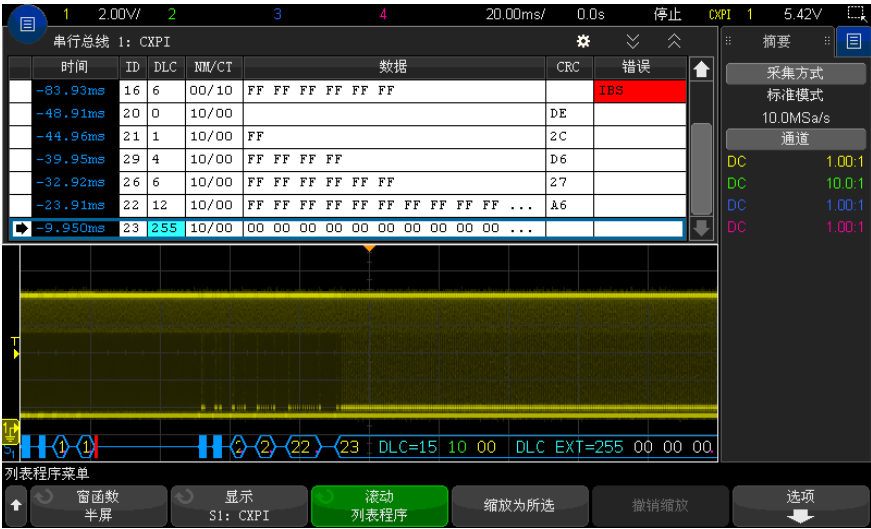 1 2.00V/ 2 3 4 20.00ms/ 0.0s 停止 CXPI 1 5.42V
串行总线 1: CXPI
摘要
时间 ID DLC NM/CT 数据 CRC 错误
-83.93ms 16 6 00/10 FF FF FF FF FF FF IBS
-48.91ms 20 0 10/00 DE
-44.96ms 21 1 10/00 FF 2C
-39.95ms 29 4 10/00 FF FF FF FF D6
-32.92ms 26 6 10/00 FF FF FF FF FF FF 27
-23.91ms 22 12 10/00 FF FF FF FF FF FF FF FF FF FF ... A6
-9.950ms 23 255 10/00 00 00 00 00 00 00 00 00 00 00 ...
采集方式
标准模式
10.0MSa/s
通道
DC 1.00:1
DC 10.0:1
DC 1.00:1
DC 1.00:1
T
1
S1 1 1 2 2 22 23 DLC=15 10 00 DLC EXT=255 00 00 00
列表程序菜单
窗函数
半屏
显示
S1: CXPI
滚动
列表程序
缩放为所选
撤销缩放
选项